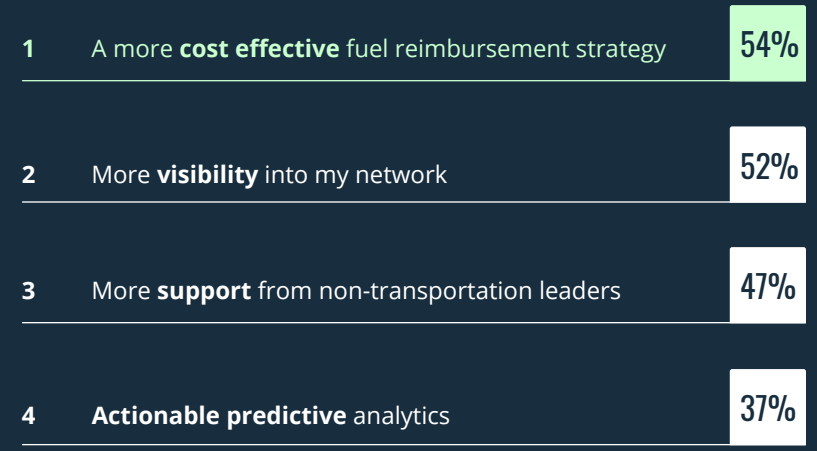 1 A more cost effective fuel reimbursement strategy 54%
2 More visibility into my network 52%
3 More support from non-transportation leaders 47%
4 Actionable predictive analytics 37%